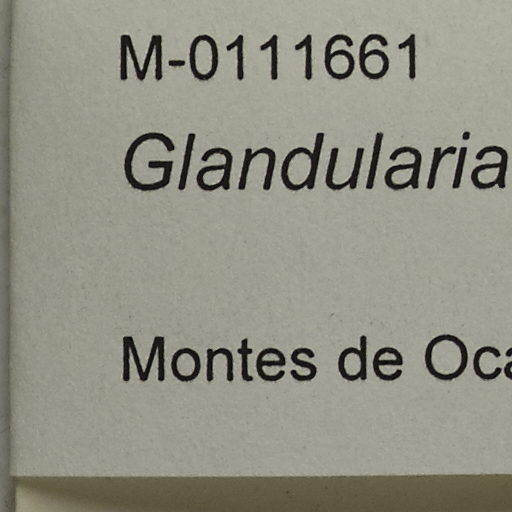 M-0111661
Glandularia
Montes de Oca